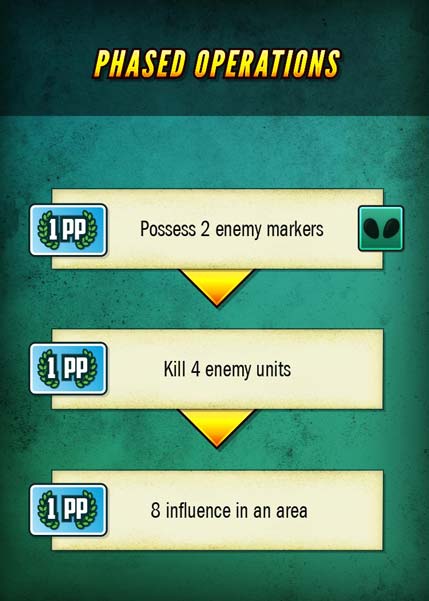 PHASED OPERATIONS
1 PP Possess 2 enemy markers
1 PP Kill 4 enemy units
1 PP 8 influence in an area